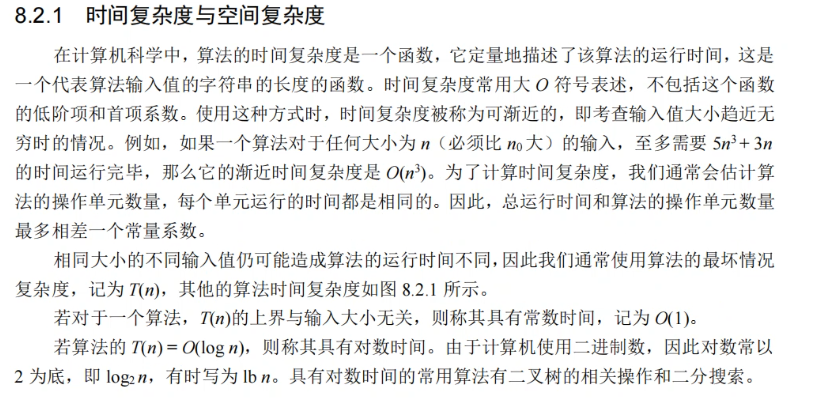 8.2.1 时间复杂度与空间复杂度
在计算机科学中，算法的时间复杂度是一个函数，它定量地描述了该算法的运行时间，这是
一个代表算法输入值的字符串的长度的函数。时间复杂度常用大 O 符号表述，不包括这个函数
的低阶项和首项系数。使用这种方式时，时间复杂度被称为可渐近的，即考查输入值大小趋近无
穷时的情况。例如，如果一个算法对于任何大小为 n（必须比 n₀ 大）的输入，至多需要 5n³ + 3n
的时间运行完毕，那么它的渐近时间复杂度是 O(n³)。为了计算时间复杂度，我们通常会估计算
法的操作单元数量，每个单元运行的时间都是相同的。因此，总运行时间和算法的操作单元数量
最多相差一个常量系数。
相同大小的不同输入值仍可能造成算法的运行时间不同，因此我们通常使用算法的最坏情况
复杂度，记为 T(n)，其他的算法时间复杂度如图 8.2.1 所示。
若对于一个算法，T(n)的上界与输入大小无关，则称其具有常数时间，记为 O(1)。
若算法的 T(n) = O(log n)，则称其具有对数时间。由于计算机使用二进制数，因此对数常以
2 为底，即 log₂ n，有时写为 lb n。具有对数时间的常用算法有二叉树的相关操作和二分搜索。